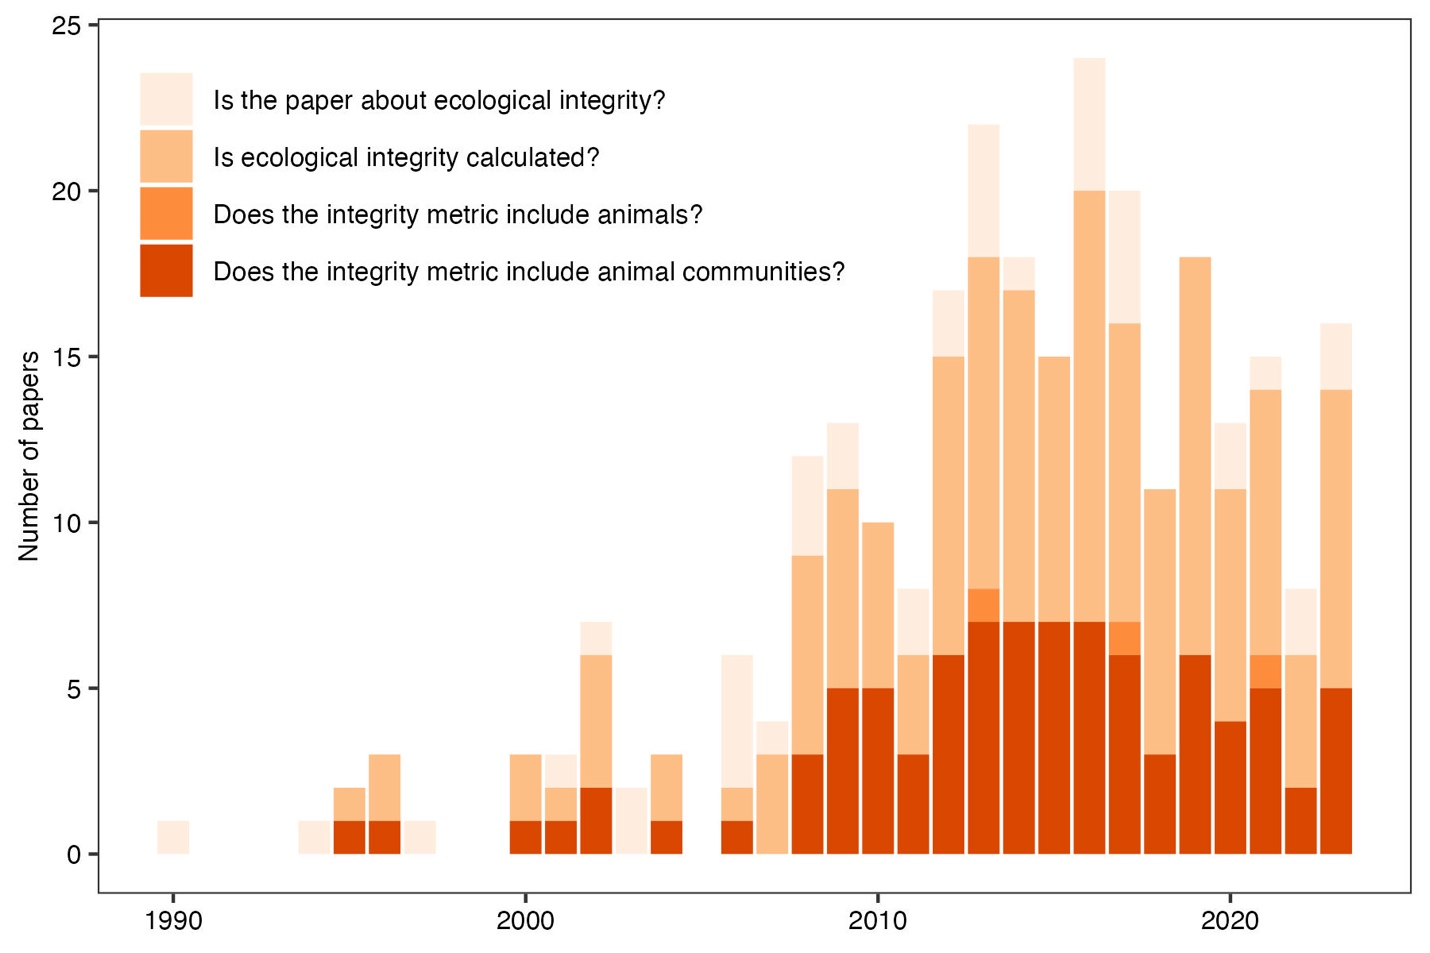 25
Is the paper about ecological integrity?
Is ecological integrity calculated?
20
Does the integrity metric include animals?
Does the integrity metric include animal communities?
15
Number of papers
10
5
0
1990 2000 2010 2020